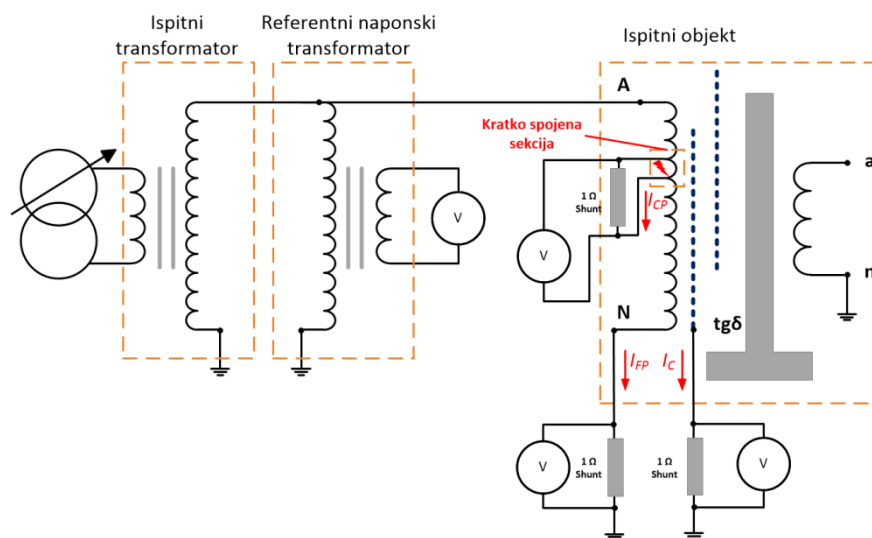 Ispitni
transformator
Referentni naponski
transformator
Ispitni objekt
A
Kratko spojena
sekcija
a
1 Ω
Shunt
I_CP
V
V
n
N
tgδ
I_FP
I_C
V
1 Ω
Shunt
1 Ω
Shunt
V